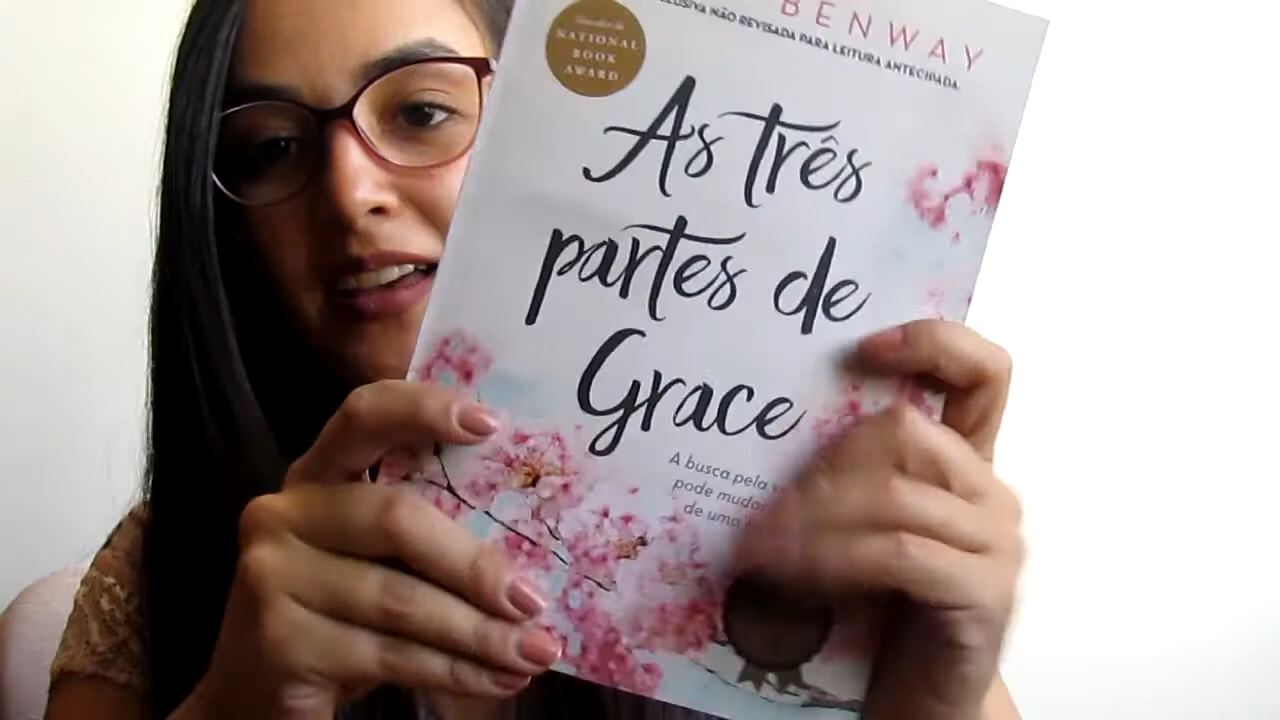 BENWAY
EXCLUSIVA NÃO REVISADA PARA LEITURA ANTECIPADA.
NATIONAL
BOOK
AWARD
As três
partes de
Grace
A busca pela
pode mudar
de uma